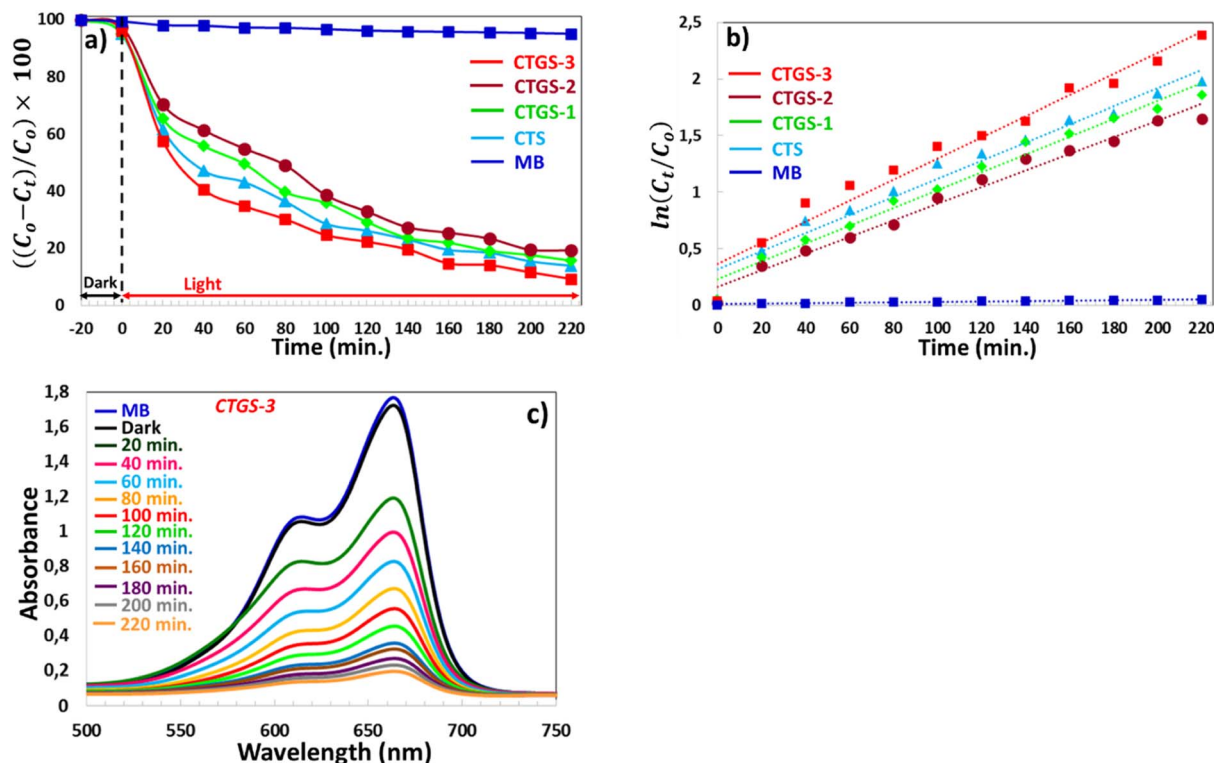 a)
((Cₒ−Cₜ)/Cₒ) × 100
100
80
60
40
20
0
CTGS-3
CTGS-2
CTGS-1
CTS
MB
Dark
Light
-20 0 20 40 60 80 100 120 140 160 180 200 220
Time (min.)
b)
ln(Cₜ/Cₒ)
2,5
2
1,5
1
0,5
0
CTGS-3
CTGS-2
CTGS-1
CTS
MB
0 20 40 60 80 100 120 140 160 180 200 220
Time (min.)
c)
CTGS-3
Absorbance
1,8
1,6
1,4
1,2
1
0,8
0,6
0,4
0,2
0
MB
Dark
20 min.
40 min.
60 min.
80 min.
100 min.
120 min.
140 min.
160 min.
180 min.
200 min.
220 min.
500 550 600 650 700 750
Wavelength (nm)